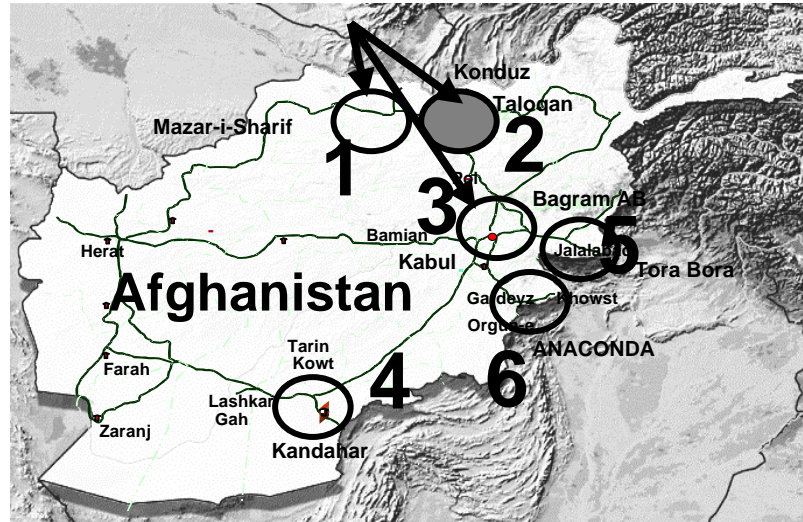 Konduz
Taloqan
Mazar-i-Sharif
1
2
3
Bagram AB
Bamian
5
Herat
Jalalabad
Kabul
Tora Bora
Afghanistan
Gardeyz
Khowst
Tarin
Kowt
ANACONDA
Farah
4
6
Lashkar
Gah
Zaranj
Kandahar